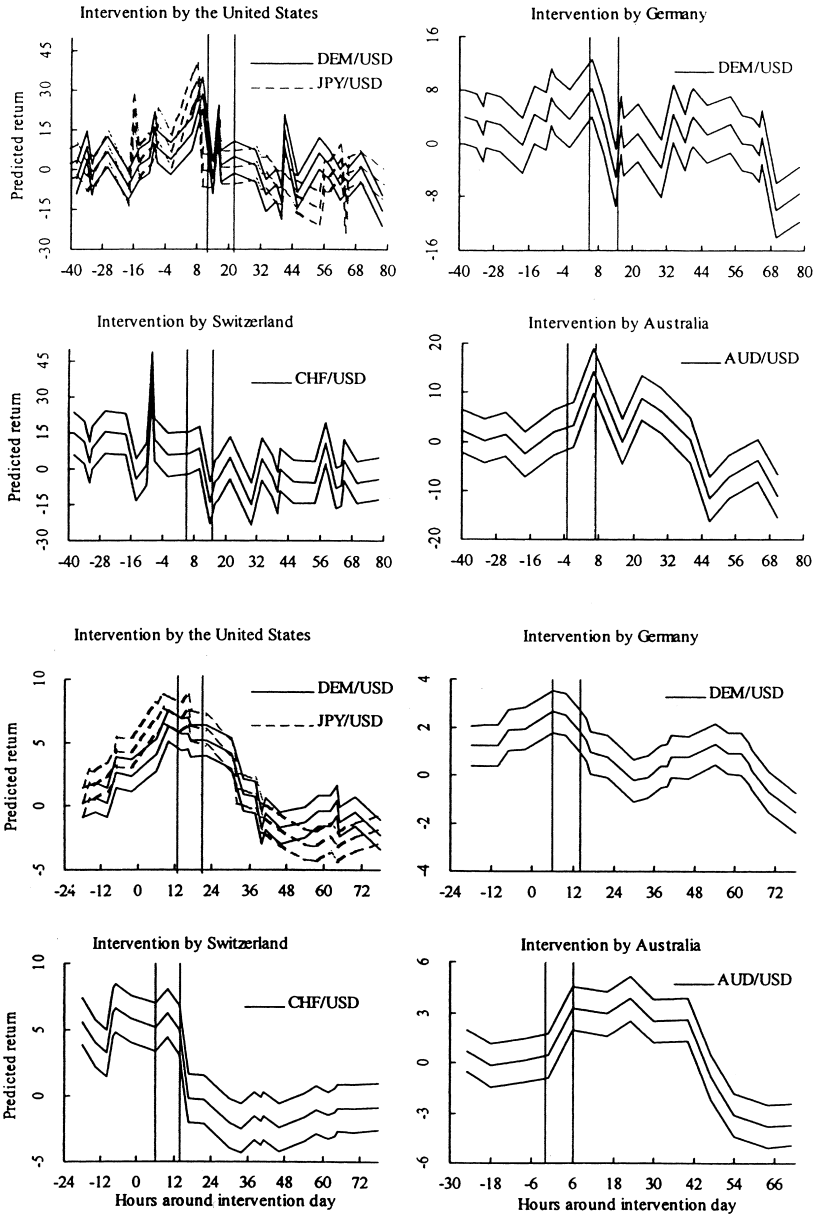 Intervention by the United States
Predicted return
45
30
15
0
-15
-30
DEM/USD
JPY/USD
-40 -28 -16 -4 8 20 32 44 56 68 80
Intervention by Germany
16
8
0
-8
-16
DEM/USD
-40 -28 -16 -4 8 20 32 44 56 68 80
Intervention by Switzerland
Predicted return
45
30
15
0
-15
-30
CHF/USD
-40 -28 -16 -4 8 20 32 44 56 68 80
Intervention by Australia
20
10
0
-10
-20
AUD/USD
-40 -28 -16 -4 8 20 32 44 56 68 80
Intervention by the United States
Predicted return
10
5
0
-5
DEM/USD
JPY/USD
-24 -12 0 12 24 36 48 60 72
Intervention by Germany
4
2
0
-2
-4
DEM/USD
-24 -12 0 12 24 36 48 60 72
Intervention by Switzerland
Predicted return
10
5
0
-5
CHF/USD
-24 -12 0 12 24 36 48 60 72
Hours around intervention day
Intervention by Australia
6
3
0
-3
-6
AUD/USD
-30 -18 -6 6 18 30 42 54 66
Hours around intervention day